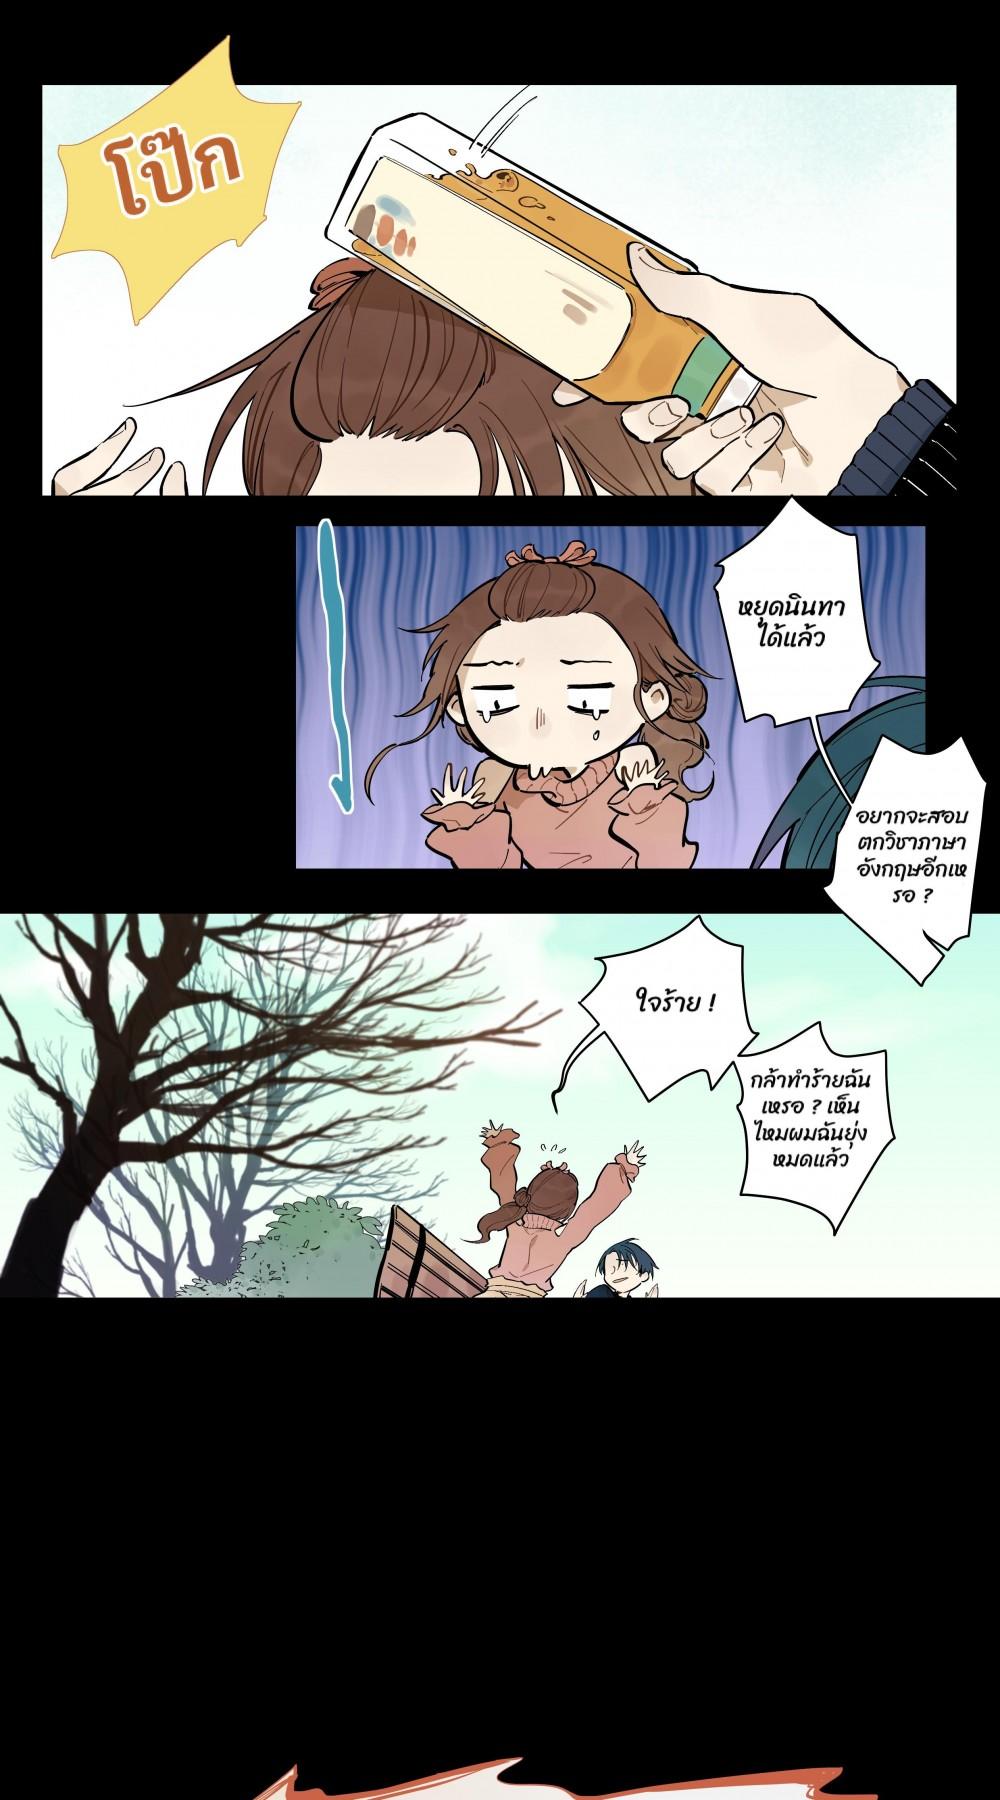 โป๊ก
หยุดนินทา
ได้แล้ว
อยากจะสอบ
ตกวิชาภาษา
อังกฤษอีกเห
รอ ?
ใจร้าย !
กล้าทำร้ายฉัน
เหรอ ? เห็น
ไหมผมฉันยุ่ง
หมดแล้ว